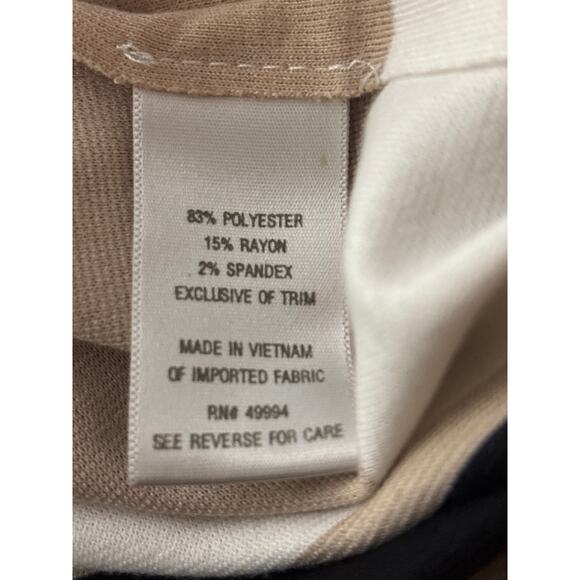 83% POLYESTER
15% RAYON
2% SPANDEX
EXCLUSIVE OF TRIM
MADE IN VIETNAM
OF IMPORTED FABRIC
RN# 49994
SEE REVERSE FOR CARE